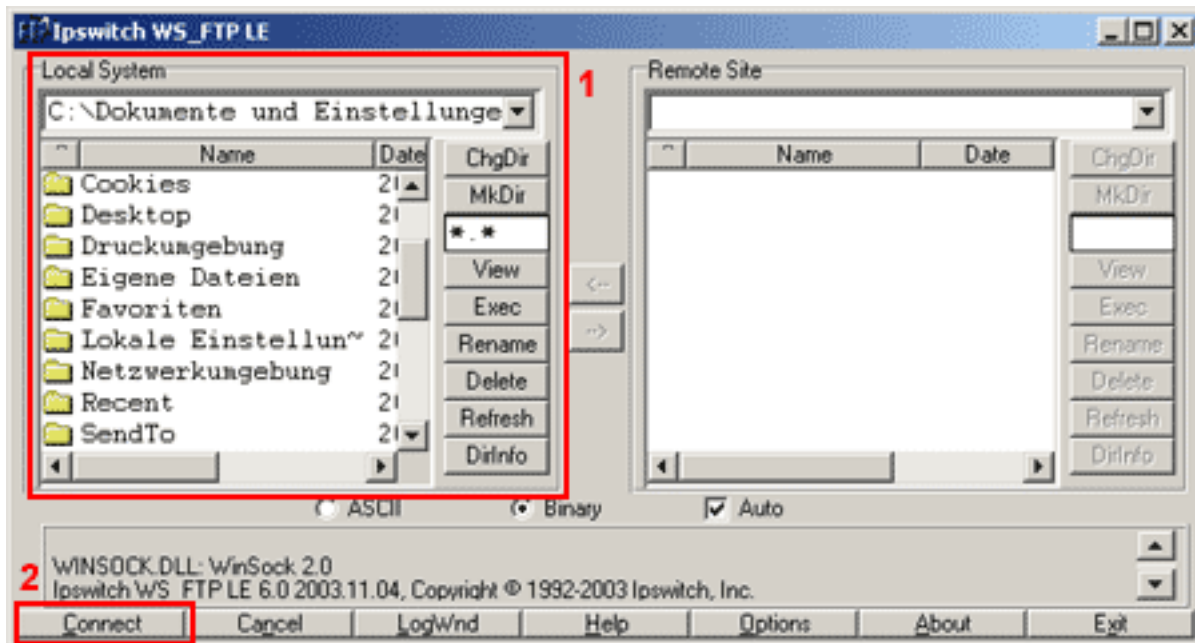 Ipswitch WS_FTP LE
Local System
1
C:\Dokumente und Einstellunge
^ Name Date
Cookies
Desktop
Druckumgebung
Eigene Dateien
Favoriten
Lokale Einstellun~
Netzwerkumgebung
Recent
SendTo
ChgDir
MkDir
*.*
View
Exec
Rename
Delete
Refresh
DirInfo
<--
-->
Remote Site
^ Name Date
ChgDir
MkDir
View
Exec
Rename
Delete
Refresh
DirInfo
ASCII Binary Auto
WINSOCK.DLL: WinSock 2.0
Ipswitch WS_FTP LE 6.0 2003.11.04, Copyright © 1992-2003 Ipswitch, Inc.
2
Connect Cancel LogWnd Help Options About Exit